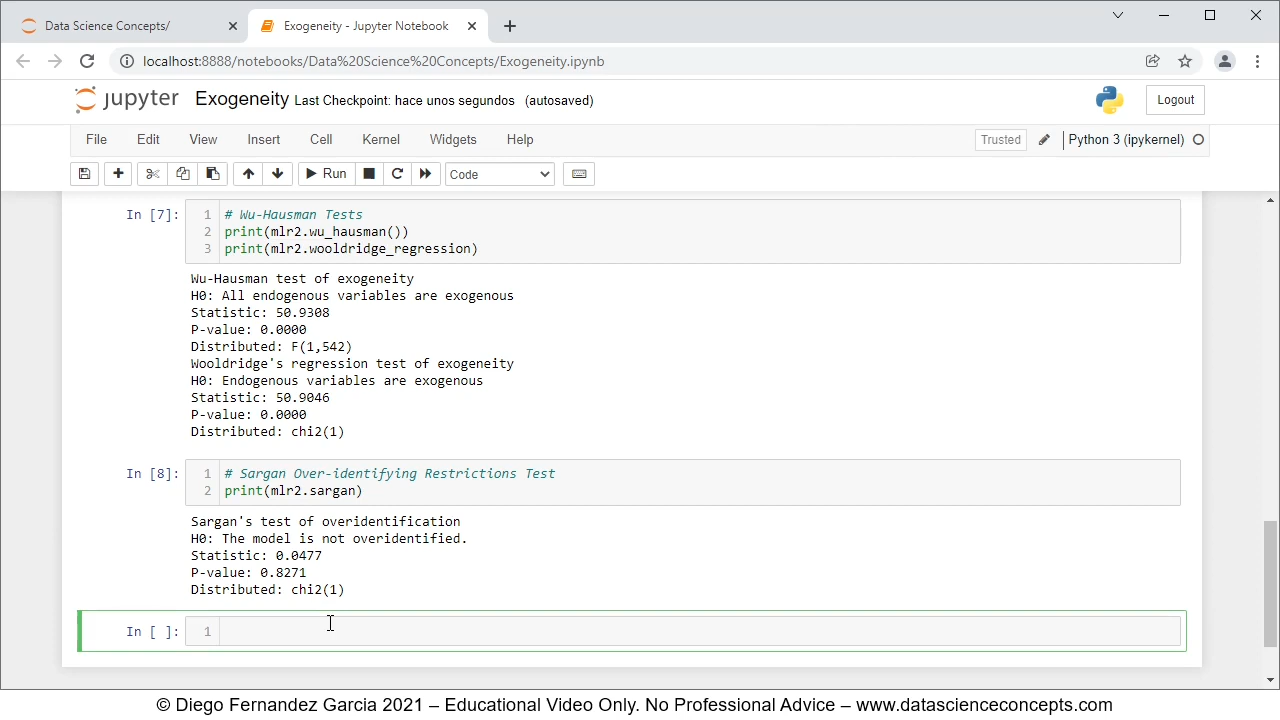 Data Science Concepts/
Exogeneity - Jupyter Notebook
localhost:8888/notebooks/Data%20Science%20Concepts/Exogeneity.ipynb
jupyter Exogeneity Last Checkpoint: hace unos segundos (autosaved)
Logout
File Edit View Insert Cell Kernel Widgets Help
Trusted Python 3 (ipykernel)
Run Code
In [7]: 1 # Wu-Hausman Tests
2 print(mlr2.wu_hausman())
3 print(mlr2.wooldridge_regression)
Wu-Hausman test of exogeneity
H0: All endogenous variables are exogenous
Statistic: 50.9308
P-value: 0.0000
Distributed: F(1,542)
Wooldridge's regression test of exogeneity
H0: Endogenous variables are exogenous
Statistic: 50.9046
P-value: 0.0000
Distributed: chi2(1)
In [8]: 1 # Sargan Over-identifying Restrictions Test
2 print(mlr2.sargan)
Sargan's test of overidentification
H0: The model is not overidentified.
Statistic: 0.0477
P-value: 0.8271
Distributed: chi2(1)
In [ ]: 1
© Diego Fernandez Garcia 2021 – Educational Video Only. No Professional Advice – www.datascienceconcepts.com